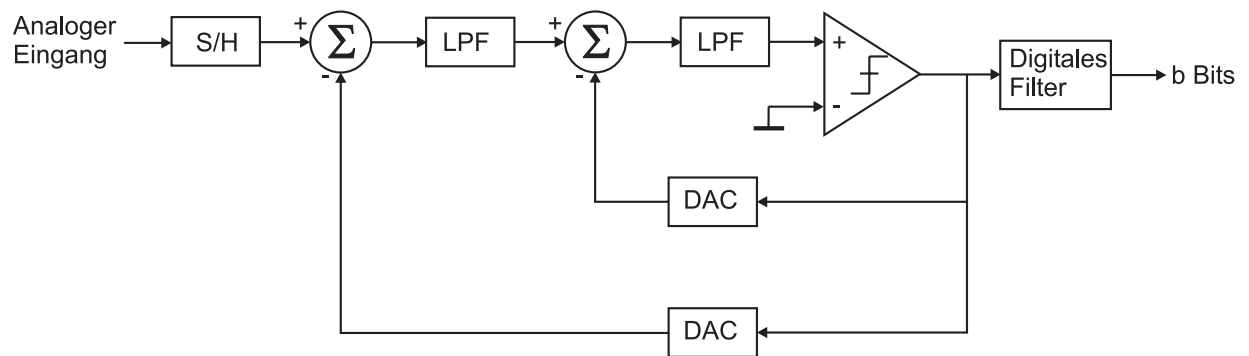 Analoger
Eingang
S/H
+
Σ
-
LPF
+
Σ
-
LPF
+
-
Digitales
Filter
b Bits
DAC
DAC